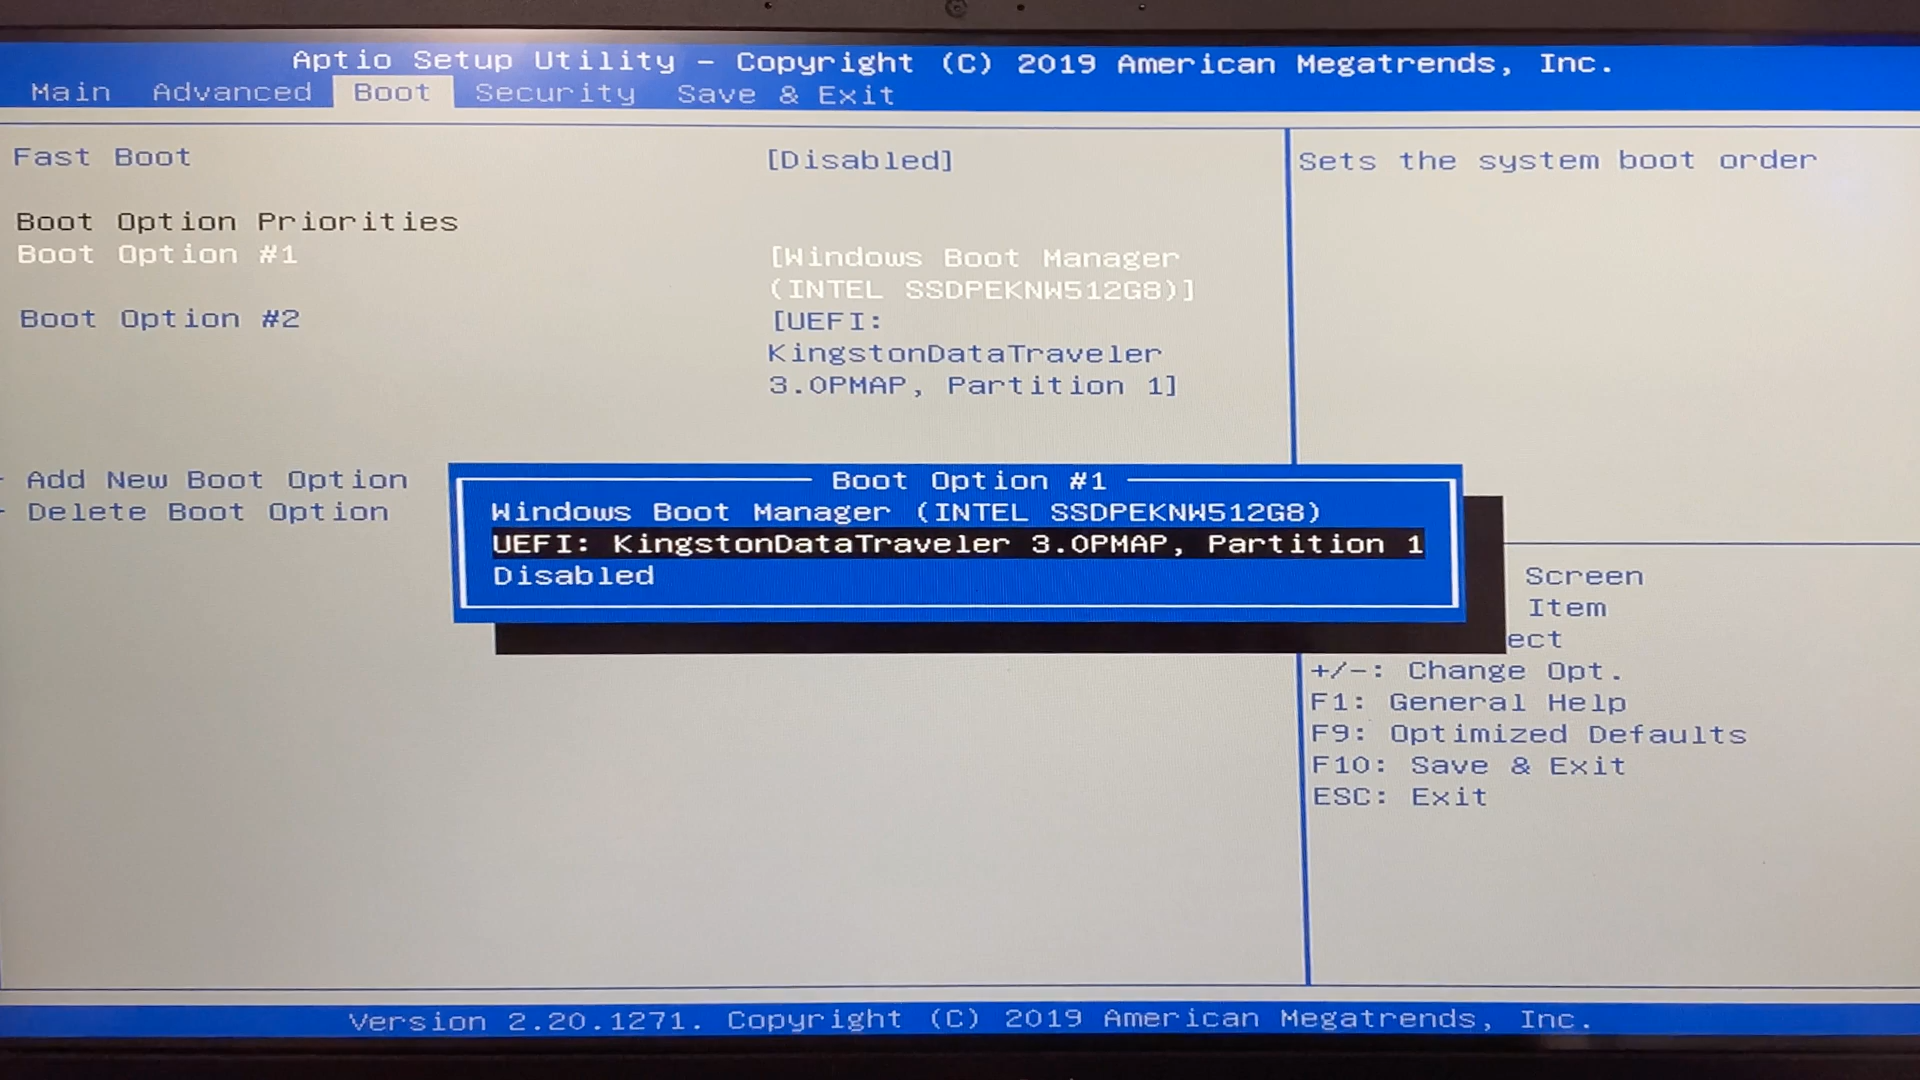 Aptio Setup Utility - Copyright (C) 2019 American Megatrends, Inc.
Main Advanced Boot Security Save & Exit
Fast Boot [Disabled]
Sets the system boot order
Boot Option Priorities
Boot Option #1 [Windows Boot Manager
(INTEL SSDPEKNW512G8)]
Boot Option #2 [UEFI:
KingstonDataTraveler
3.0PMAP, Partition 1]
Add New Boot Option
Delete Boot Option
Boot Option #1
Windows Boot Manager (INTEL SSDPEKNW512G8)
UEFI: KingstonDataTraveler 3.0PMAP, Partition 1
Disabled
Screen
Item
ect
+/-: Change Opt.
F1: General Help
F9: Optimized Defaults
F10: Save & Exit
ESC: Exit
Version 2.20.1271. Copyright (C) 2019 American Megatrends, Inc.